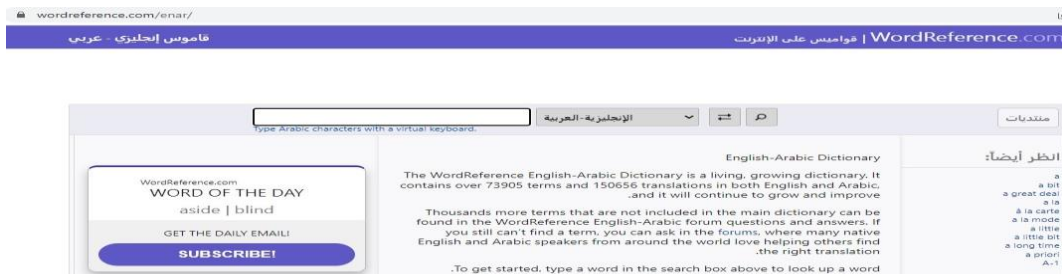 wordreference.com/enar/
WordReference.com | قواميس على الإنترنت
قاموس إنجليزي - عربي
منتديات
الإنجليزية-العربية
Type Arabic characters with a virtual keyboard.
انظر أيضاً:
a
a bit
a great deal
a la
à la carte
a la mode
a little
a little bit
a long time
a priori
A-1
English-Arabic Dictionary
The WordReference English-Arabic Dictionary is a living, growing dictionary. It
contains over 73905 terms and 150656 translations in both English and Arabic,
.and it will continue to grow and improve
Thousands more terms that are not included in the main dictionary can be
found in the WordReference English-Arabic forum questions and answers. If
you still can't find a term, you can ask in the forums, where many native
English and Arabic speakers from around the world love helping others find
.the right translation
.To get started, type a word in the search box above to look up a word
WordReference.com
WORD OF THE DAY
aside | blind
GET THE DAILY EMAIL!
SUBSCRIBE!